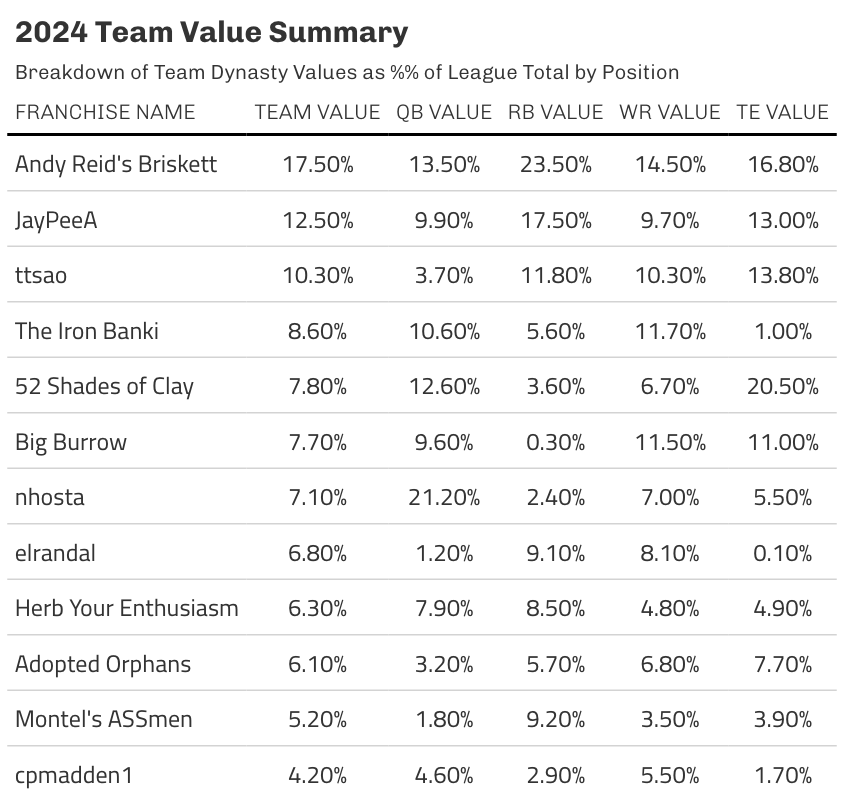 2024 Team Value Summary
Breakdown of Team Dynasty Values as %% of League Total by Position
FRANCHISE NAME TEAM VALUE QB VALUE RB VALUE WR VALUE TE VALUE
Andy Reid's Briskett 17.50% 13.50% 23.50% 14.50% 16.80%
JayPeeA 12.50% 9.90% 17.50% 9.70% 13.00%
ttsao 10.30% 3.70% 11.80% 10.30% 13.80%
The Iron Banki 8.60% 10.60% 5.60% 11.70% 1.00%
52 Shades of Clay 7.80% 12.60% 3.60% 6.70% 20.50%
Big Burrow 7.70% 9.60% 0.30% 11.50% 11.00%
nhosta 7.10% 21.20% 2.40% 7.00% 5.50%
elrandal 6.80% 1.20% 9.10% 8.10% 0.10%
Herb Your Enthusiasm 6.30% 7.90% 8.50% 4.80% 4.90%
Adopted Orphans 6.10% 3.20% 5.70% 6.80% 7.70%
Montel's ASSmen 5.20% 1.80% 9.20% 3.50% 3.90%
cpmadden1 4.20% 4.60% 2.90% 5.50% 1.70%